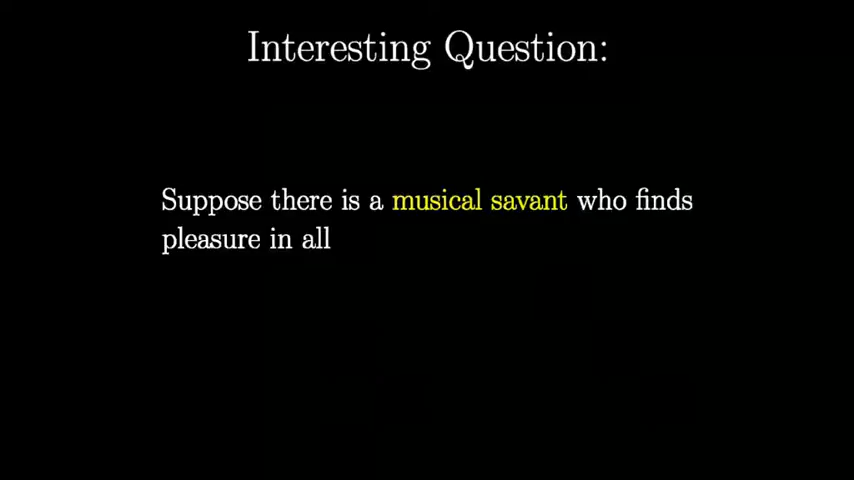 Interesting Question:
Suppose there is a musical savant who finds
pleasure in all